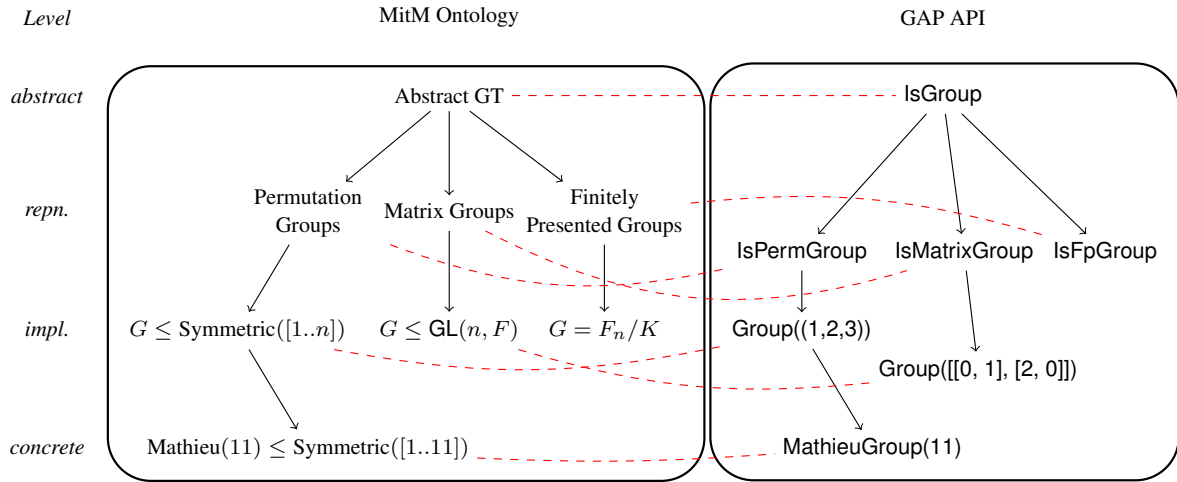 Level MitM Ontology GAP API
abstract Abstract GT IsGroup
repn. Permutation Groups Matrix Groups Finitely Presented Groups
IsPermGroup IsMatrixGroup IsFpGroup
impl. G ≤ Symmetric([1..n]) G ≤ GL(n, F) G = Fₙ/K Group((1,2,3))
Group([[0, 1], [2, 0]])
concrete Mathieu(11) ≤ Symmetric([1..11]) MathieuGroup(11)